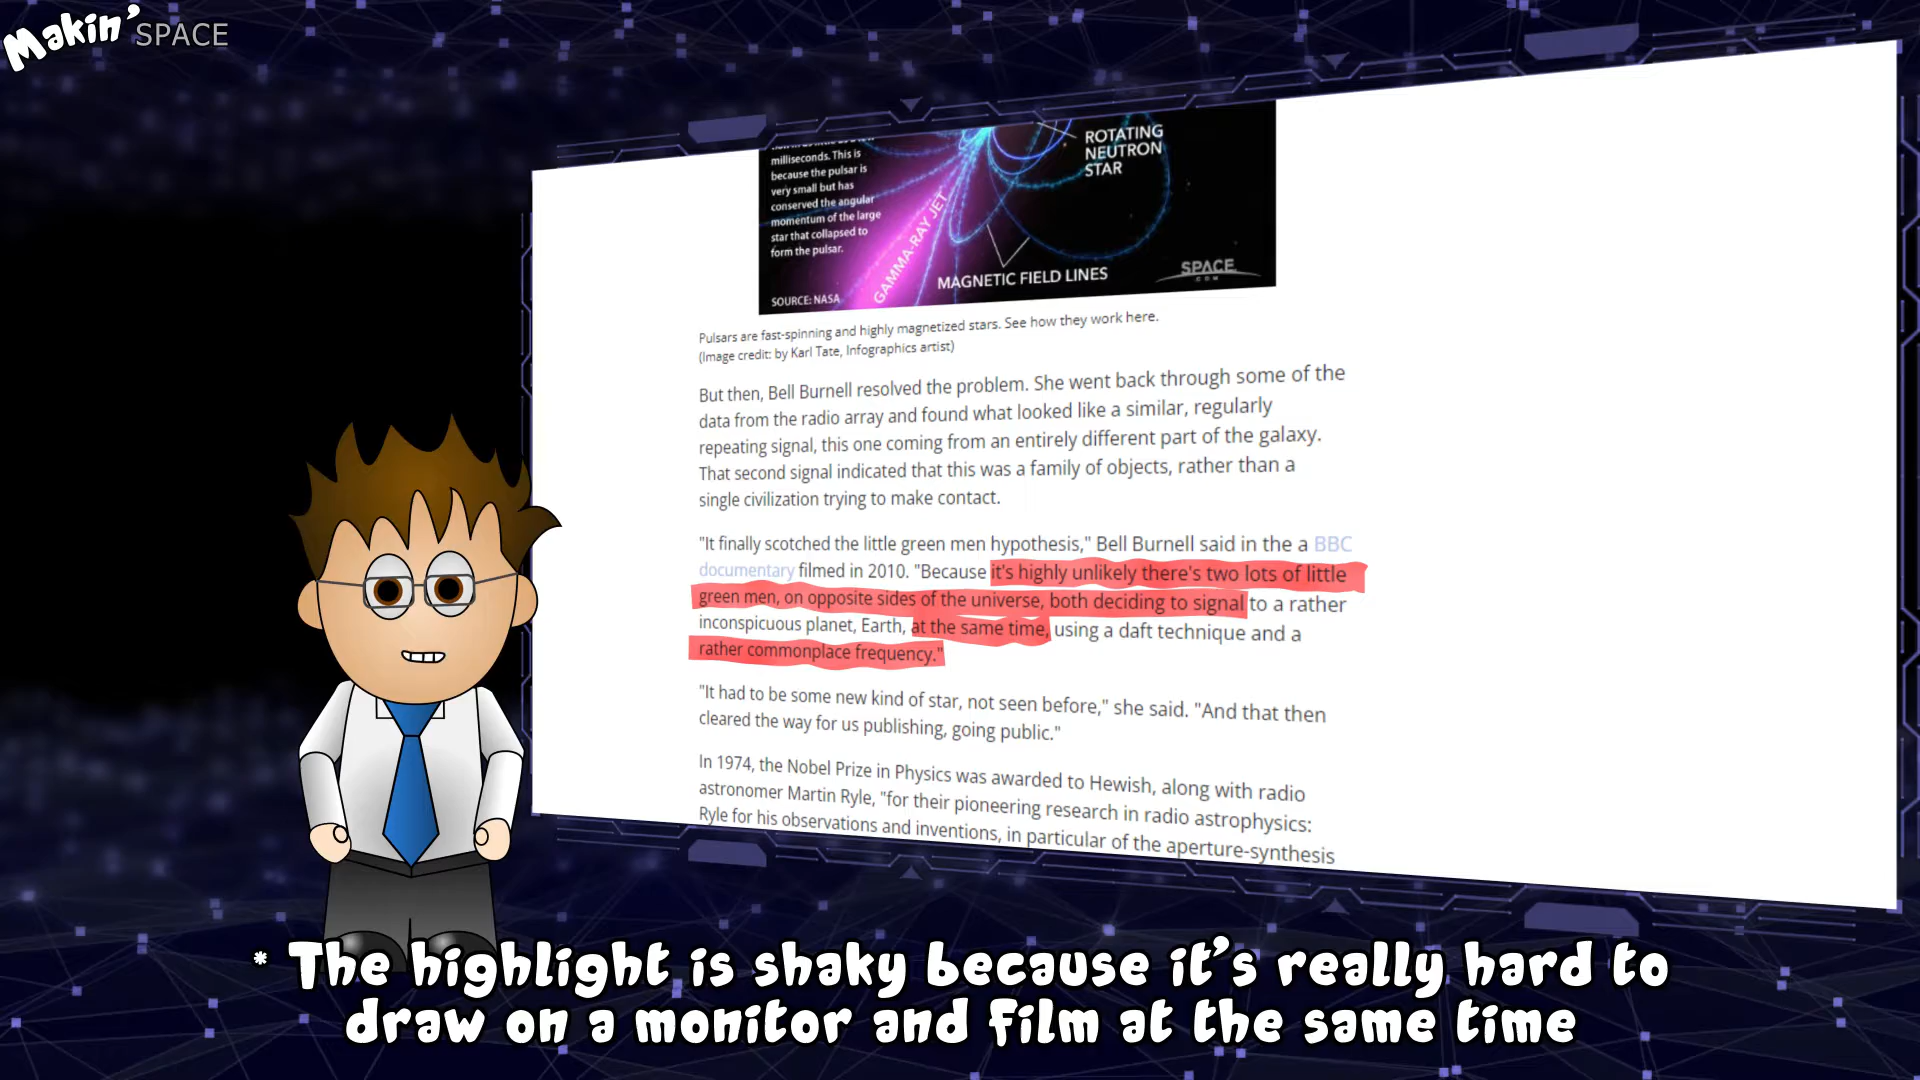 Makin' SPACE
milliseconds. This is
because the pulsar is
very small but has
conserved the angular
momentum of the large
star that collapsed to
form the pulsar.
SOURCE: NASA
GAMMA-RAY JET
ROTATING
NEUTRON
STAR
MAGNETIC FIELD LINES
SPACE
.COM
Pulsars are fast-spinning and highly magnetized stars. See how they work here.
(Image credit: by Karl Tate, Infographics artist)
But then, Bell Burnell resolved the problem. She went back through some of the
data from the radio array and found what looked like a similar, regularly
repeating signal, this one coming from an entirely different part of the galaxy.
That second signal indicated that this was a family of objects, rather than a
single civilization trying to make contact.
"It finally scotched the little green men hypothesis," Bell Burnell said in the a BBC
documentary filmed in 2010. "Because it's highly unlikely there's two lots of little
green men, on opposite sides of the universe, both deciding to signal to a rather
inconspicuous planet, Earth, at the same time, using a daft technique and a
rather commonplace frequency."
"It had to be some new kind of star, not seen before," she said. "And that then
cleared the way for us publishing, going public."
In 1974, the Nobel Prize in Physics was awarded to Hewish, along with radio
astronomer Martin Ryle, "for their pioneering research in radio astrophysics:
Ryle for his observations and inventions, in particular of the aperture-synthesis
* The highlight is shaky because it's really hard to
draw on a monitor and film at the same time